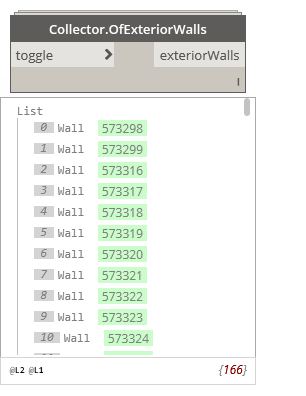 Collector.OfExteriorWalls
toggle > exteriorWalls
l
List
0 Wall 573298
1 Wall 573299
2 Wall 573316
3 Wall 573317
4 Wall 573318
5 Wall 573319
6 Wall 573320
7 Wall 573321
8 Wall 573322
9 Wall 573323
10 Wall 573324
@L2 @L1 {166}